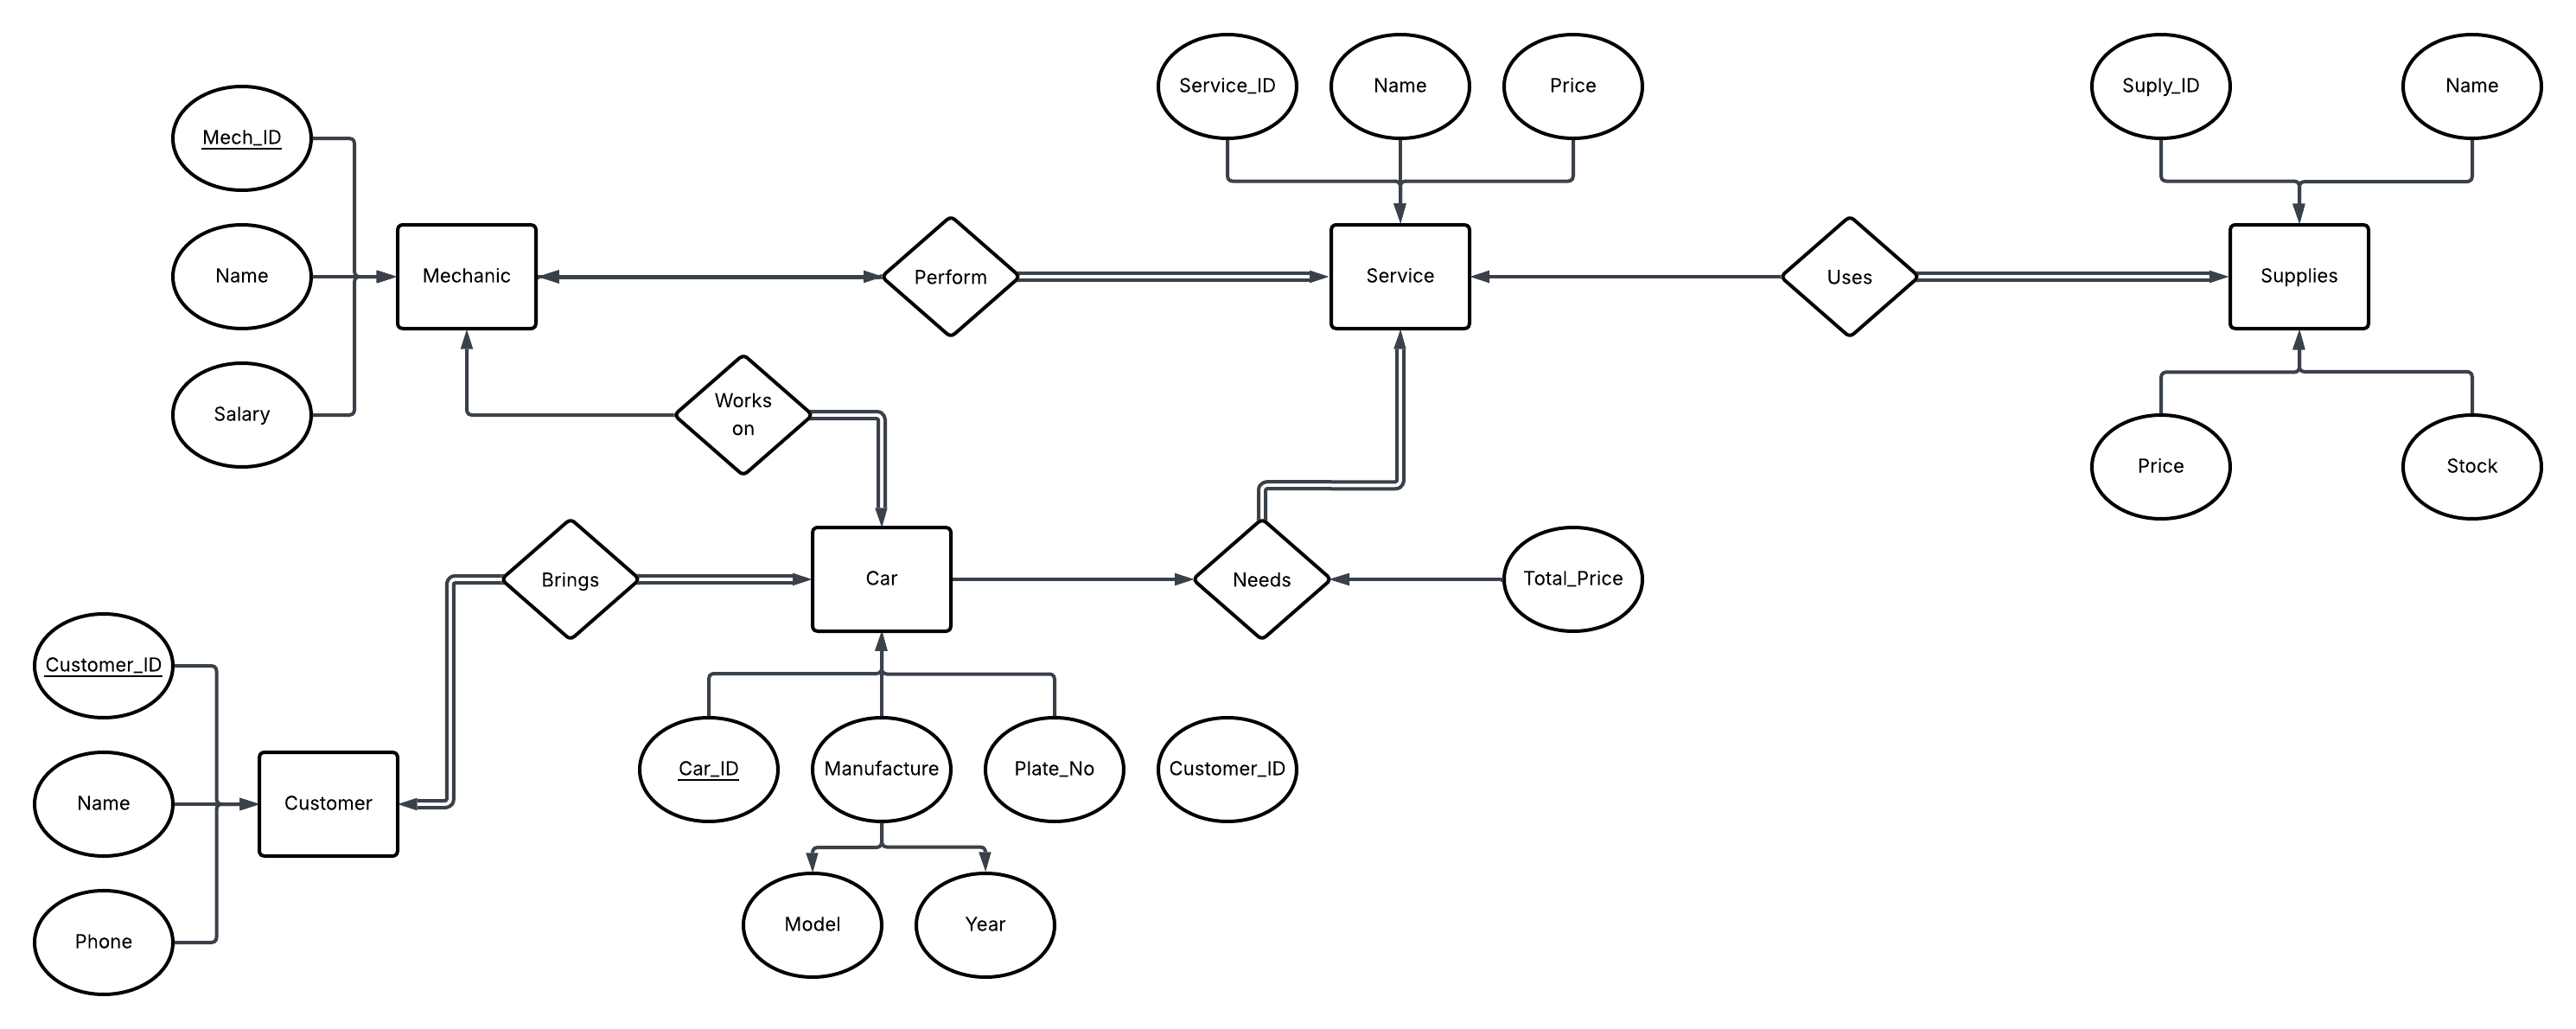 Service_ID
Name
Price
Suply_ID
Name
Mech_ID
Name
Salary
Mechanic
Perform
Service
Uses
Supplies
Works
on
Price
Stock
Brings
Car
Needs
Total_Price
Customer_ID
Name
Phone
Customer
Car_ID
Manufacture
Plate_No
Customer_ID
Model
Year